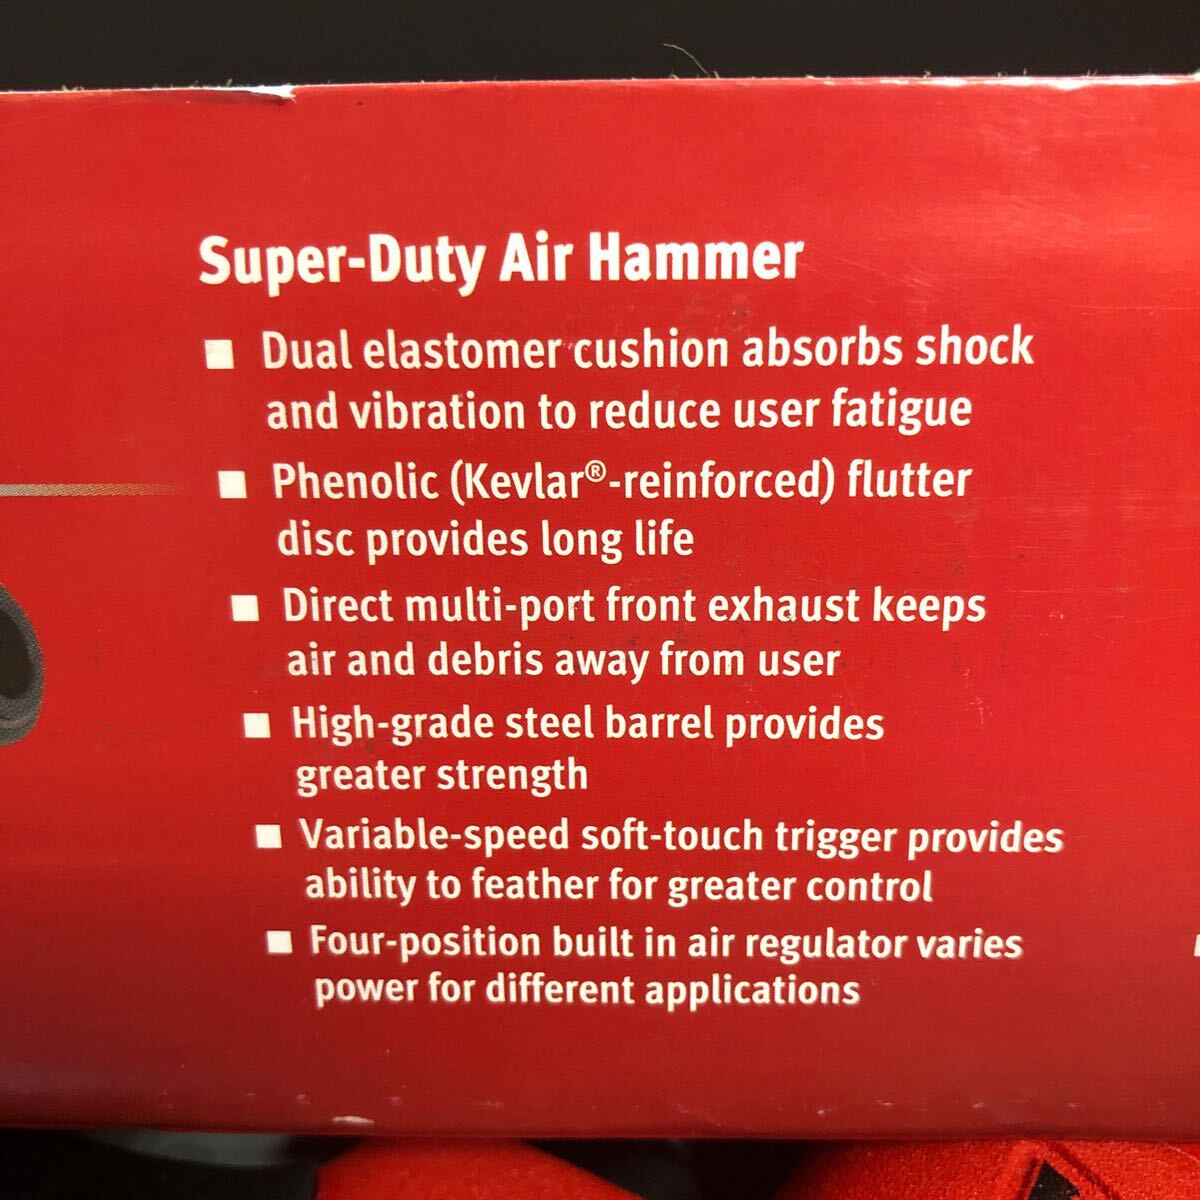 Super-Duty Air Hammer
■ Dual elastomer cushion absorbs shock
and vibration to reduce user fatigue
■ Phenolic (Kevlar®-reinforced) flutter
disc provides long life
■ Direct multi-port front exhaust keeps
air and debris away from user
■ High-grade steel barrel provides
greater strength
■ Variable-speed soft-touch trigger provides
ability to feather for greater control
■ Four-position built in air regulator varies
power for different applications